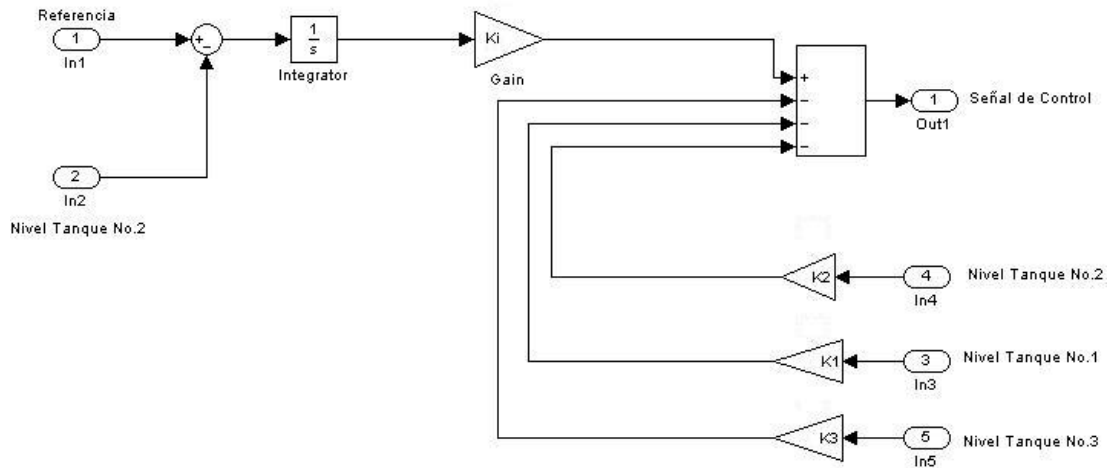 Referencia
1
In1
+
−
1
s
Integrator
Ki
Gain
+
−
−
−
1
Out1
Señal de Control
2
In2
Nivel Tanque No.2
K2
4
In4
Nivel Tanque No.2
K1
3
In3
Nivel Tanque No.1
K3
5
In5
Nivel Tanque No.3